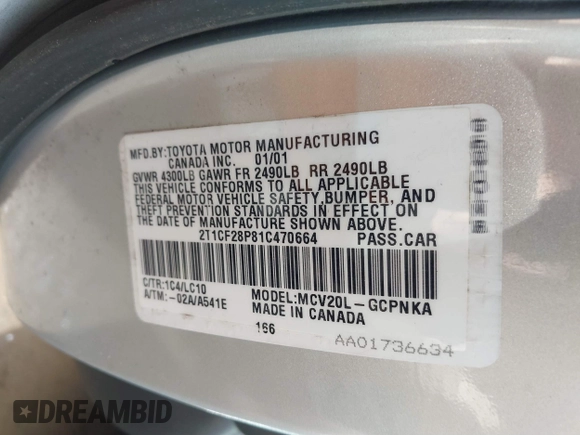 MFD.BY:TOYOTA MOTOR MANUFACTURING
CANADA INC. 01/01
GVWR 4300LB GAWR FR 2490LB RR 2490LB
THIS VEHICLE CONFORMS TO ALL APPLICABLE
FEDERAL MOTOR VEHICLE SAFETY,BUMPER, AND
THEFT PREVENTION STANDARDS IN EFFECT ON
THE DATE OF MANUFACTURE SHOWN ABOVE.
2T1CF28P81C470664 PASS.CAR
C/TR:1C4/LC10 MODEL:MCV20L-GCPNKA
A/TM:-02A/A541E MADE IN CANADA
166
AA01736634
DREAMBID